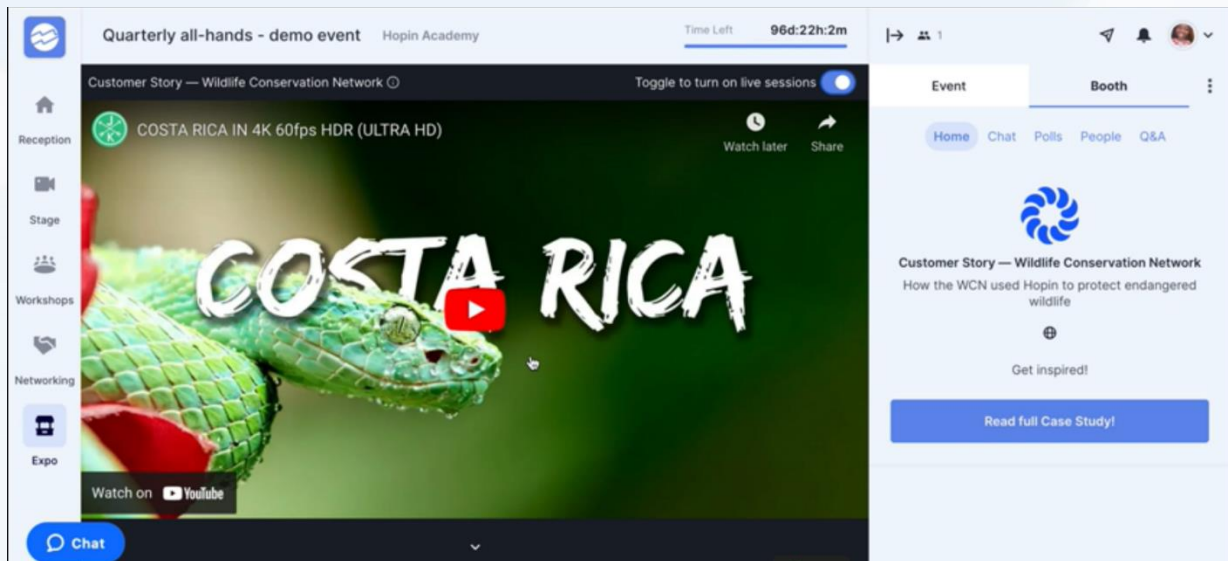 Quarterly all-hands - demo event Hopin Academy Time Left 96d:22h:2m 1
Customer Story — Wildlife Conservation Network Toggle to turn on live sessions
JK
COSTA RICA IN 4K 60fps HDR (ULTRA HD)
Watch later Share
COSTA RICA
Watch on YouTube
Reception
Stage
Workshops
Networking
Expo
Chat
Event Booth
Home Chat Polls People Q&A
Customer Story — Wildlife Conservation Network
How the WCN used Hopin to protect endangered
wildlife
Get inspired!
Read full Case Study!